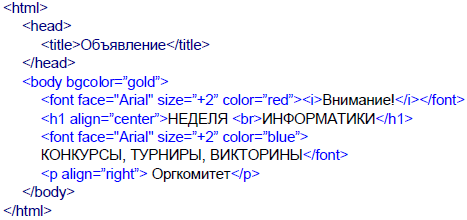 <html>
<head>
<title>Объявление</title>
</head>
<body bgcolor=”gold”>
<font face="Arial" size=”+2” color=”red”><i>Внимание!</i></font>
<h1 align=”center”>НЕДЕЛЯ <br>ИНФОРМАТИКИ</h1>
<font face="Arial" size=”+2” color=”blue”>
КОНКУРСЫ, ТУРНИРЫ, ВИКТОРИНЫ</font>
<p align=”right”> Оргкомитет</p>
</body>
</html>